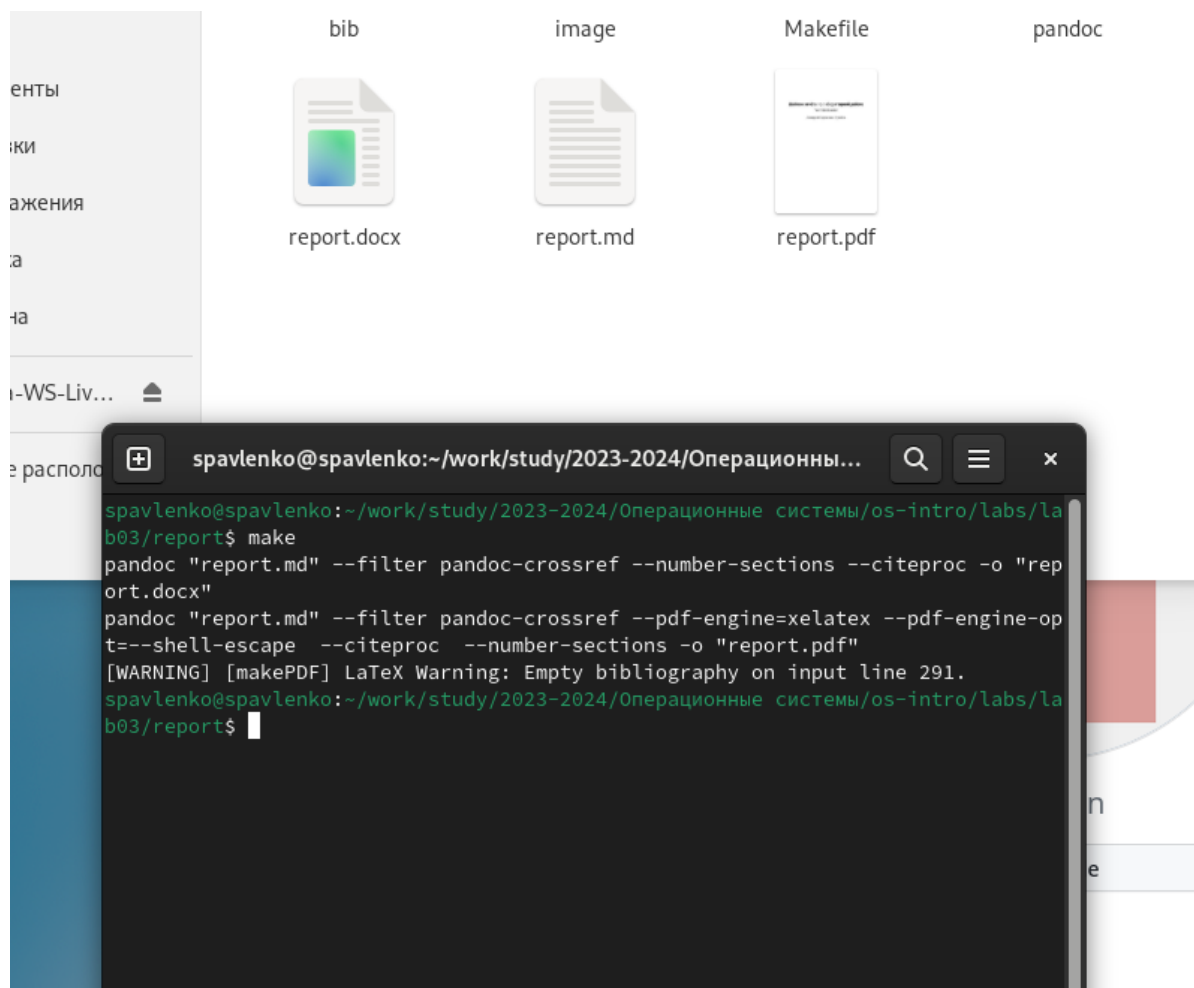 bib image Makefile pandoc
енты
вки
ажения
report.docx report.md report.pdf
ка
на
-WS-Liv...
е располо
spavlenko@spavlenko:~/work/study/2023-2024/Операционны...
spavlenko@spavlenko:~/work/study/2023-2024/Операционные системы/os-intro/labs/la
b03/report$ make
pandoc "report.md" --filter pandoc-crossref --number-sections --citeproc -o "rep
ort.docx"
pandoc "report.md" --filter pandoc-crossref --pdf-engine=xelatex --pdf-engine-op
t=--shell-escape  --citeproc  --number-sections -o "report.pdf"
[WARNING] [makePDF] LaTeX Warning: Empty bibliography on input line 291.
spavlenko@spavlenko:~/work/study/2023-2024/Операционные системы/os-intro/labs/la
b03/report$
n
e